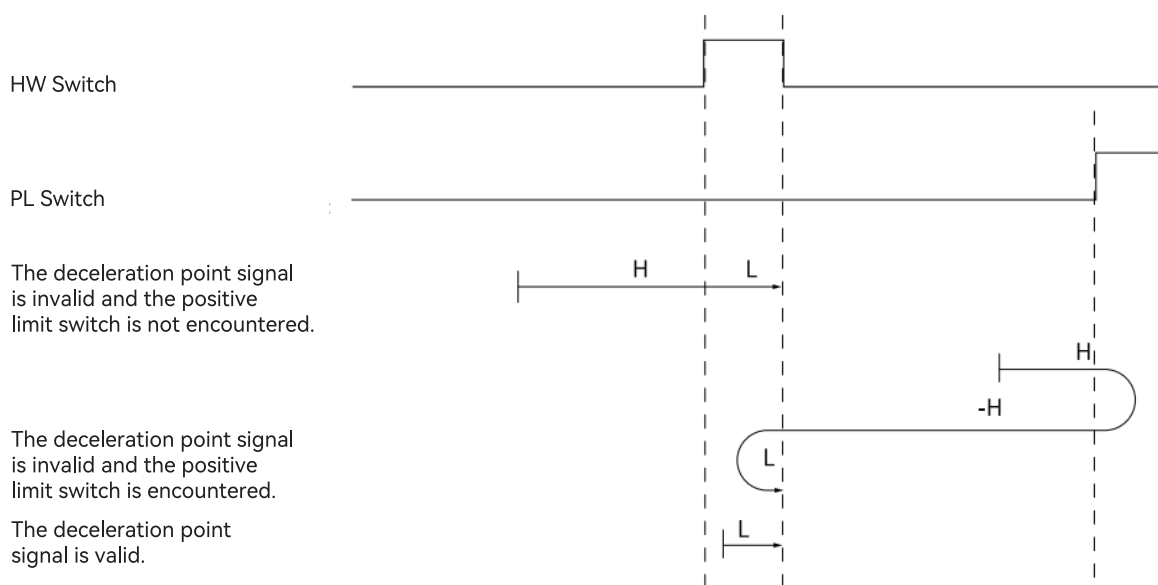 HW Switch
PL Switch
The deceleration point signal
is invalid and the positive
limit switch is not encountered.
H
L
H
-H
The deceleration point signal
is invalid and the positive
limit switch is encountered.
L
The deceleration point
signal is valid.
L